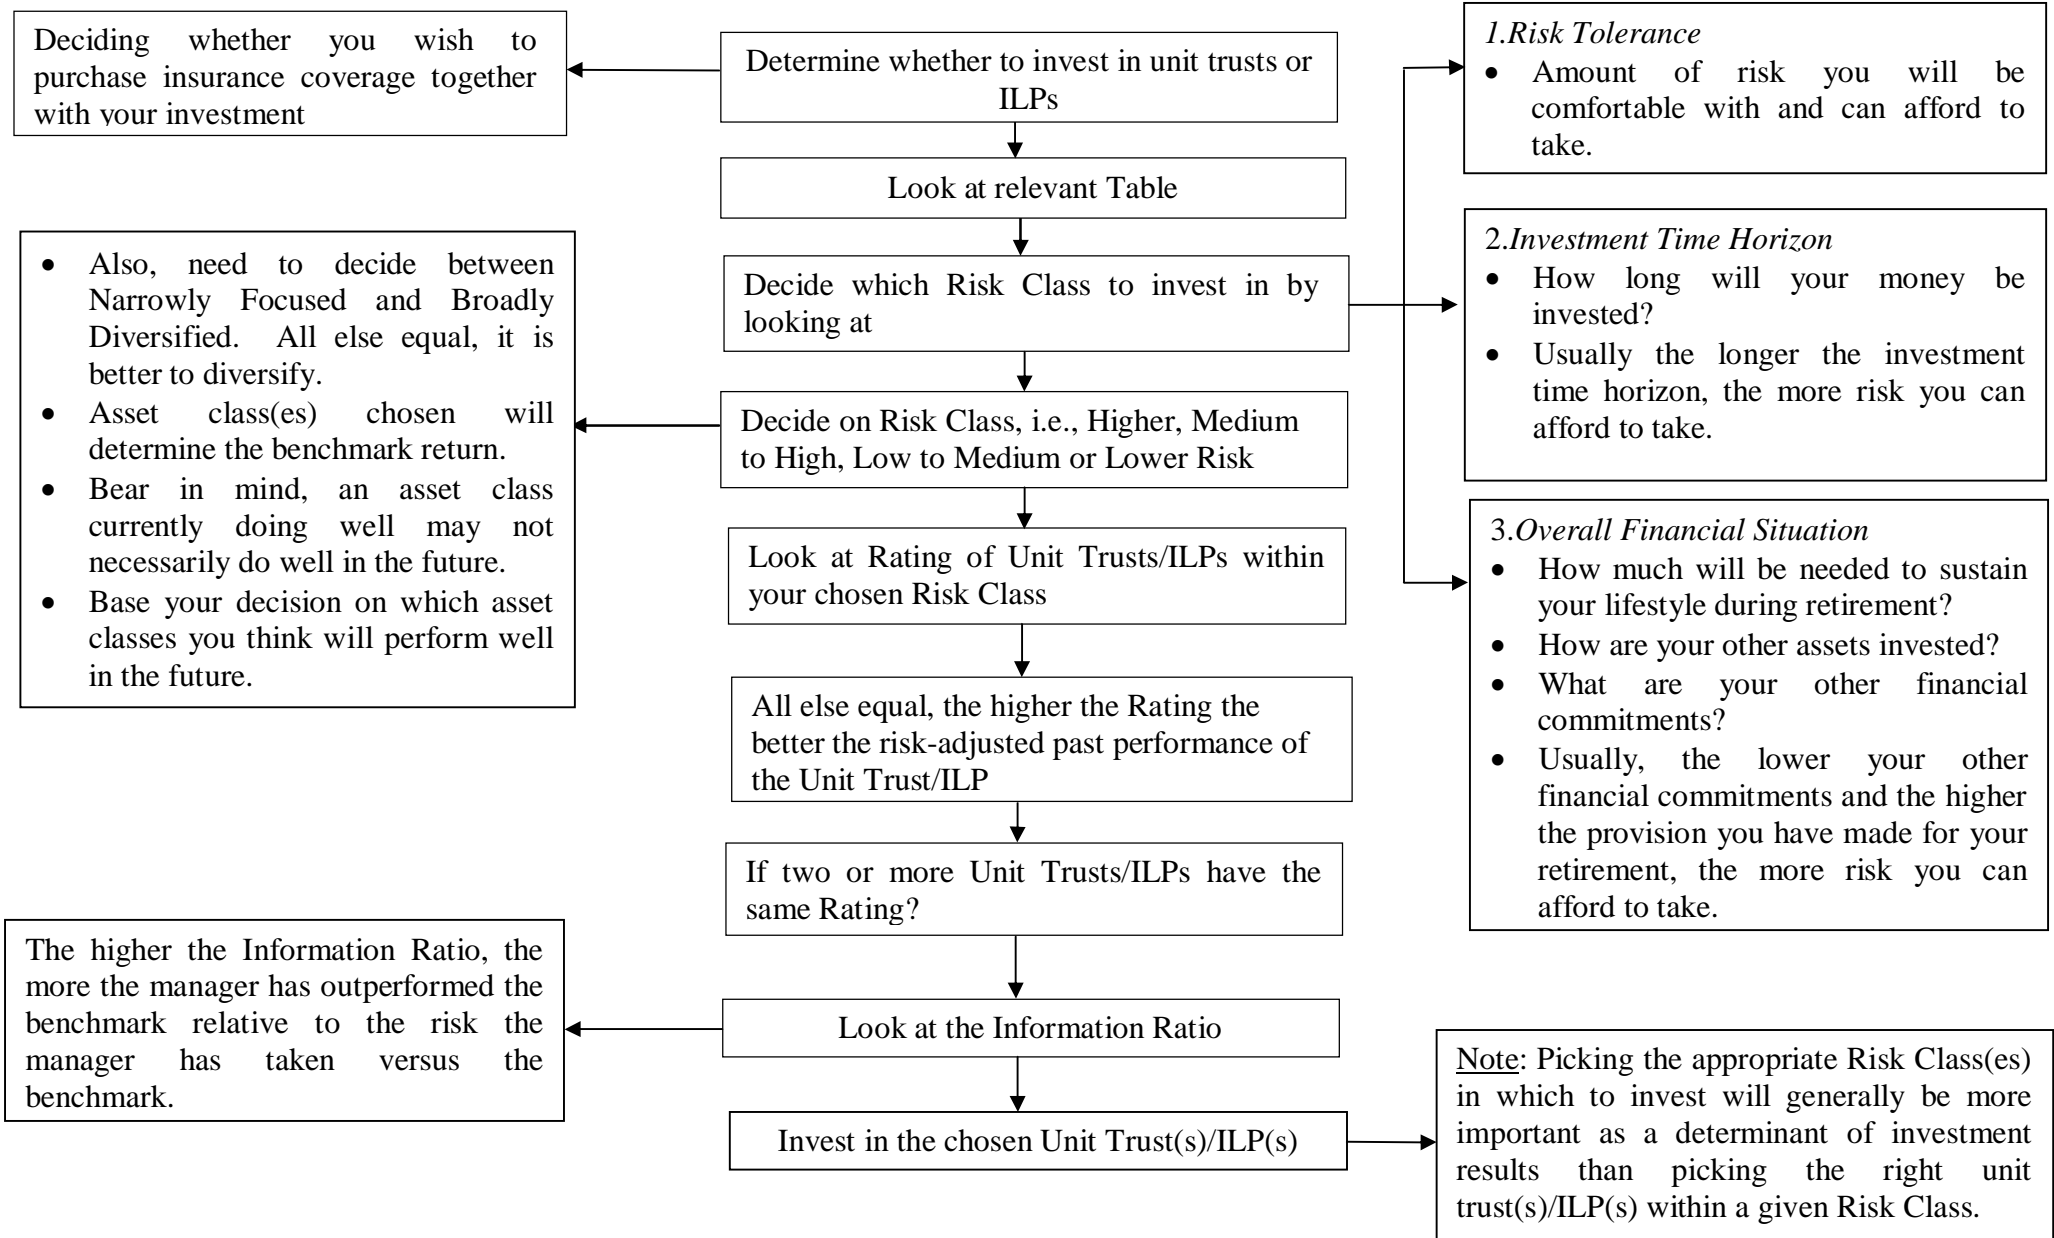 Deciding whether you wish to
purchase insurance coverage together
with your investment
Determine whether to invest in unit trusts or
ILPs
1.Risk Tolerance
• Amount of risk you will be
comfortable with and can afford to
take.
Look at relevant Table
2.Investment Time Horizon
• How long will your money be
invested?
• Usually the longer the investment
time horizon, the more risk you can
afford to take.
• Also, need to decide between
Narrowly Focused and Broadly
Diversified. All else equal, it is
better to diversify.
• Asset class(es) chosen will
determine the benchmark return.
• Bear in mind, an asset class
currently doing well may not
necessarily do well in the future.
• Base your decision on which asset
classes you think will perform well
in the future.
Decide which Risk Class to invest in by
looking at
Decide on Risk Class, i.e., Higher, Medium
to High, Low to Medium or Lower Risk
3.Overall Financial Situation
• How much will be needed to sustain
your lifestyle during retirement?
• How are your other assets invested?
• What are your other financial
commitments?
• Usually, the lower your other
financial commitments and the higher
the provision you have made for your
retirement, the more risk you can
afford to take.
Look at Rating of Unit Trusts/ILPs within
your chosen Risk Class
All else equal, the higher the Rating the
better the risk-adjusted past performance of
the Unit Trust/ILP
If two or more Unit Trusts/ILPs have the
same Rating?
The higher the Information Ratio, the
more the manager has outperformed the
benchmark relative to the risk the
manager has taken versus the
benchmark.
Look at the Information Ratio
Invest in the chosen Unit Trust(s)/ILP(s)
Note: Picking the appropriate Risk Class(es)
in which to invest will generally be more
important as a determinant of investment
results than picking the right unit
trust(s)/ILP(s) within a given Risk Class.